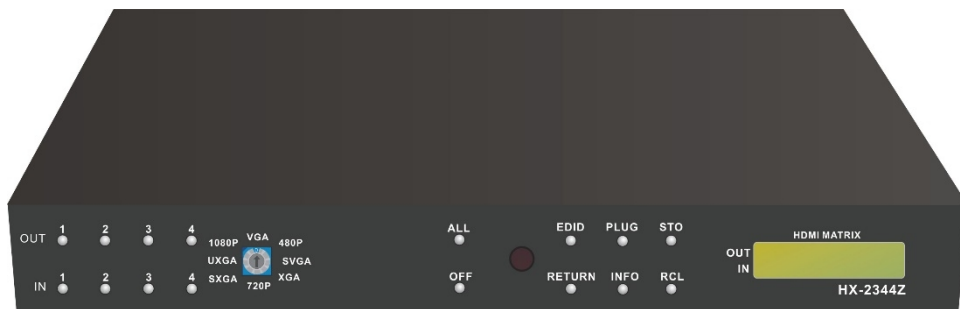 OUT 1 2 3 4
IN 1 2 3 4
VGA
1080P 480P
UXGA SVGA
SXGA XGA
720P
ALL
OFF
EDID PLUG STO
RETURN INFO RCL
HDMI MATRIX
OUT
IN
HX-2344Z